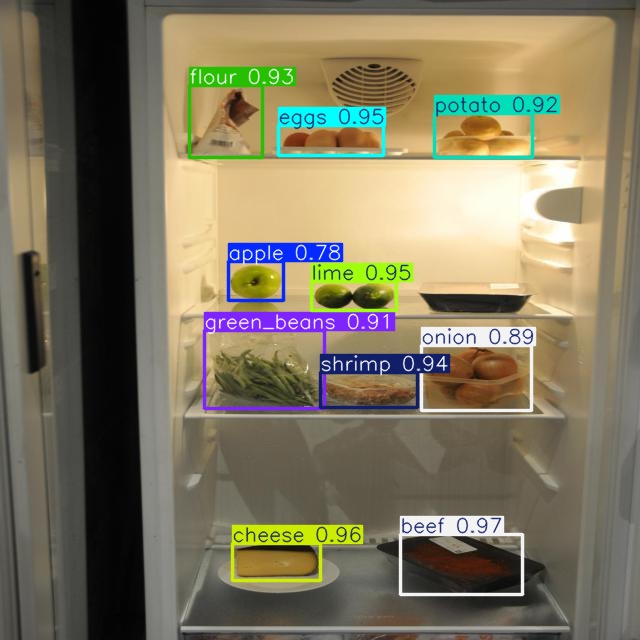 flour 0.93
eggs 0.95
potato 0.92
apple 0.78
lime 0.95
green_beans 0.91
shrimp 0.94
onion 0.89
cheese 0.96
beef 0.97